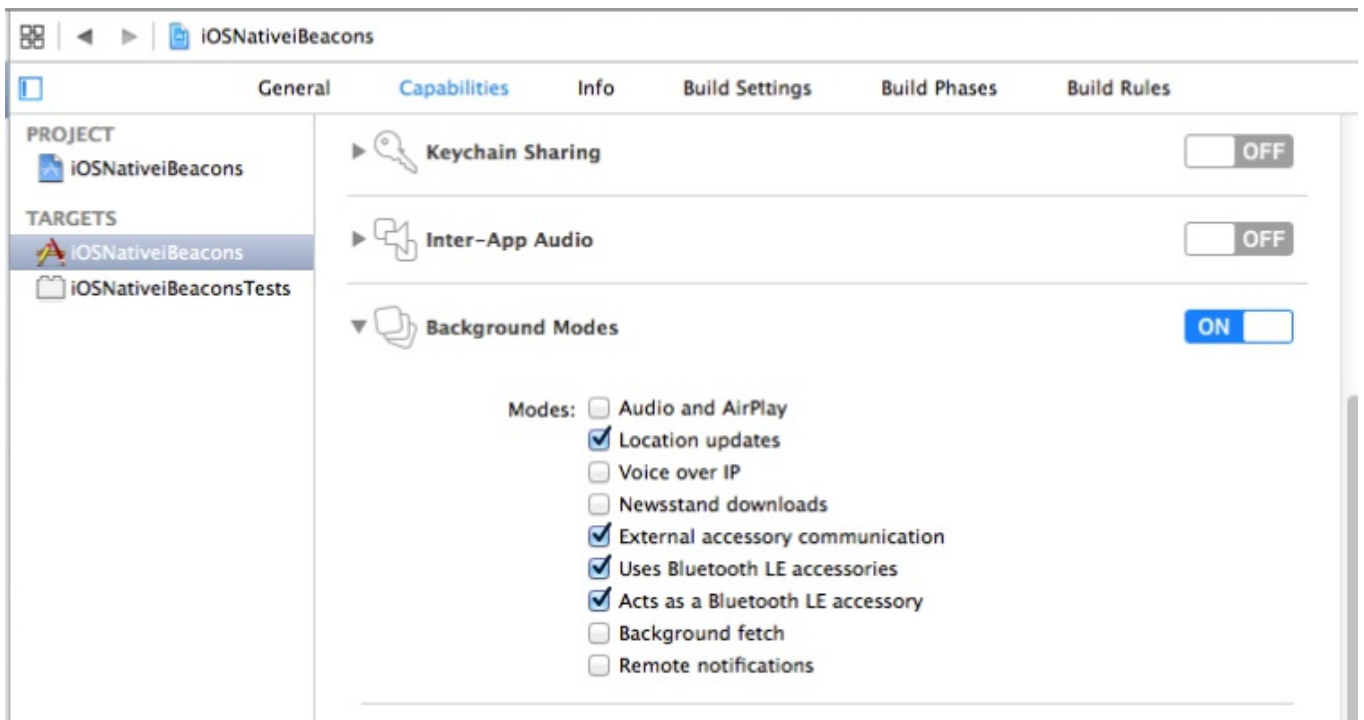 iOSNativeiBeacons
General Capabilities Info Build Settings Build Phases Build Rules
PROJECT
iOSNativeiBeacons
TARGETS
iOSNativeiBeacons
iOSNativeiBeaconsTests
Keychain Sharing OFF
Inter-App Audio OFF
Background Modes ON
Modes: Audio and AirPlay
Location updates
Voice over IP
Newsstand downloads
External accessory communication
Uses Bluetooth LE accessories
Acts as a Bluetooth LE accessory
Background fetch
Remote notifications